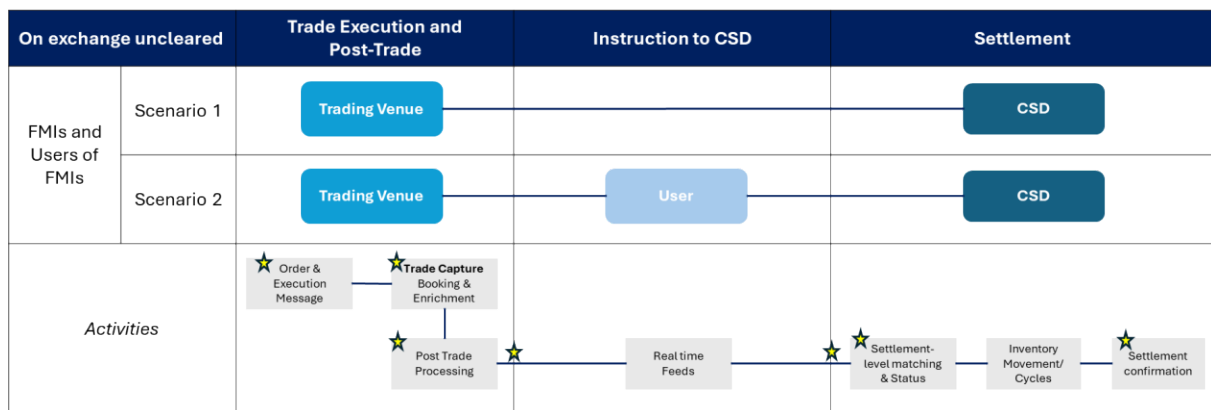 On exchange uncleared
Trade Execution and
Post-Trade
Instruction to CSD
Settlement
FMIs and
Users of
FMIs
Scenario 1
Trading Venue
CSD
Scenario 2
Trading Venue
User
CSD
Activities
Order &
Execution
Message
Trade Capture
Booking &
Enrichment
Post Trade
Processing
Real time
Feeds
Settlement-
level matching
& Status
Inventory
Movement/
Cycles
Settlement
confirmation